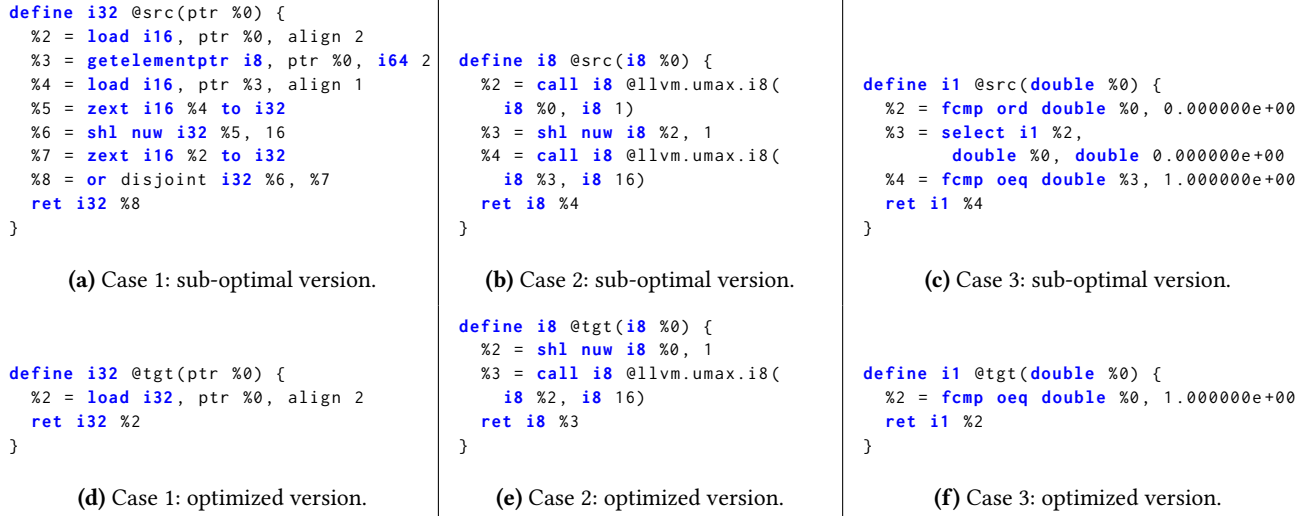 define i32 @src(ptr %0) {
  %2 = load i16, ptr %0, align 2
  %3 = getelementptr i8, ptr %0, i64 2
  %4 = load i16, ptr %3, align 1
  %5 = zext i16 %4 to i32
  %6 = shl nuw i32 %5, 16
  %7 = zext i16 %2 to i32
  %8 = or disjoint i32 %6, %7
  ret i32 %8
}
(a) Case 1: sub-optimal version.
define i8 @src(i8 %0) {
  %2 = call i8 @llvm.umax.i8(
    i8 %0, i8 1)
  %3 = shl nuw i8 %2, 1
  %4 = call i8 @llvm.umax.i8(
    i8 %3, i8 16)
  ret i8 %4
}
(b) Case 2: sub-optimal version.
define i1 @src(double %0) {
  %2 = fcmp ord double %0, 0.000000e+00
  %3 = select i1 %2,
       double %0, double 0.000000e+00
  %4 = fcmp oeq double %3, 1.000000e+00
  ret i1 %4
}
(c) Case 3: sub-optimal version.
define i32 @tgt(ptr %0) {
  %2 = load i32, ptr %0, align 2
  ret i32 %2
}
(d) Case 1: optimized version.
define i8 @tgt(i8 %0) {
  %2 = shl nuw i8 %0, 1
  %3 = call i8 @llvm.umax.i8(
    i8 %2, i8 16)
  ret i8 %3
}
(e) Case 2: optimized version.
define i1 @tgt(double %0) {
  %2 = fcmp oeq double %0, 1.000000e+00
  ret i1 %2
}
(f) Case 3: optimized version.